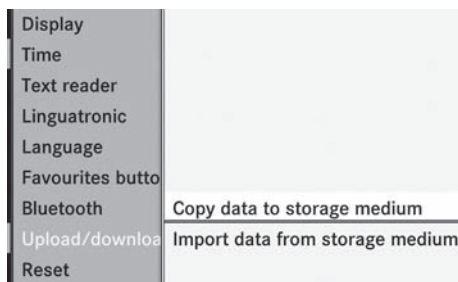 Display
Time
Text reader
Linguatronic
Language
Favourites butto
Bluetooth
Copy data to storage medium
Upload/downloa
Import data from storage medium
Reset